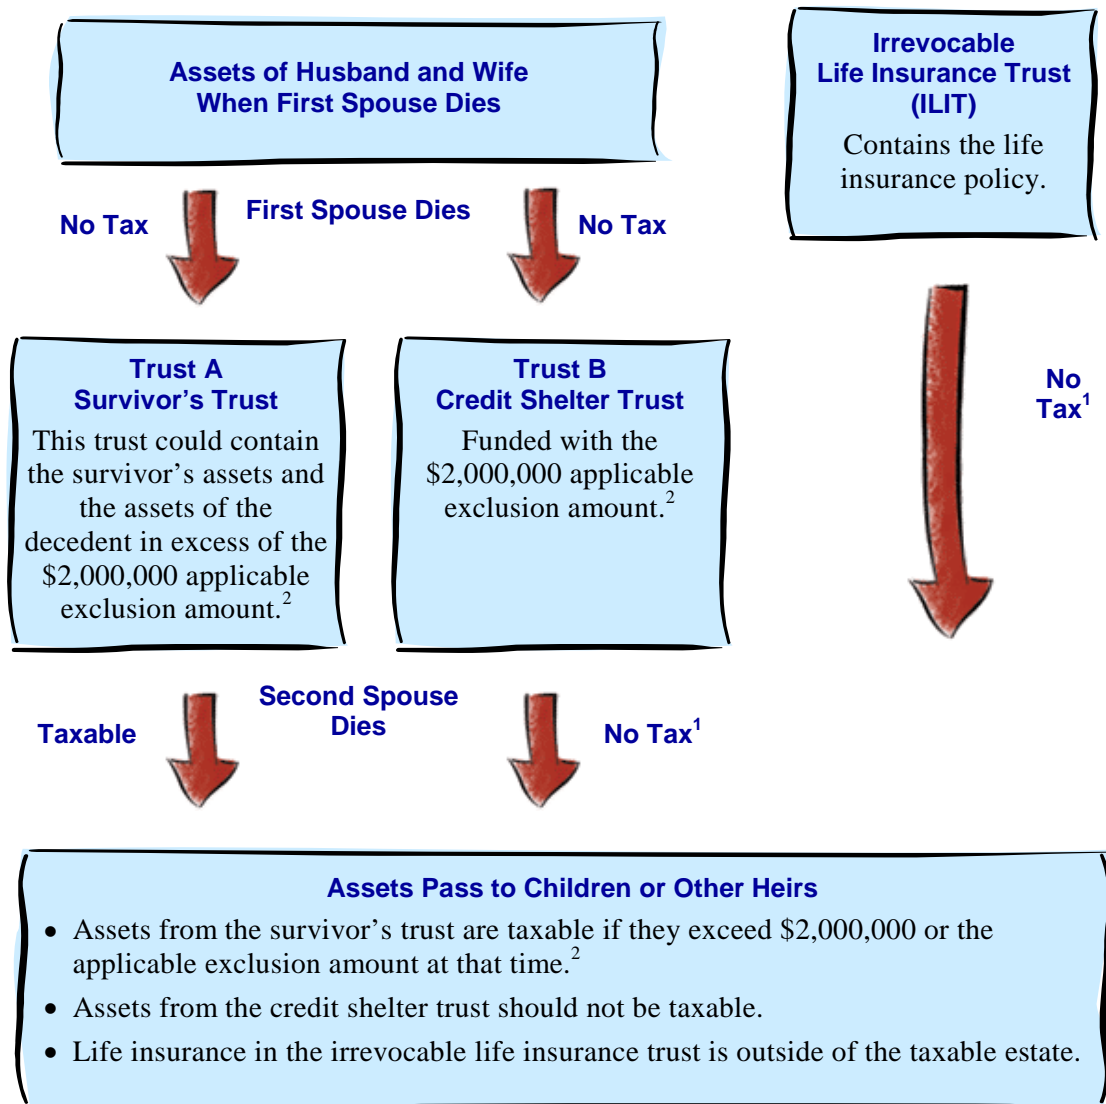 Assets of Husband and Wife
When First Spouse Dies
Irrevocable
Life Insurance Trust
(ILIT)
Contains the life
insurance policy.
No Tax
First Spouse Dies
No Tax
Trust A
Survivor’s Trust
This trust could contain
the survivor’s assets and
the assets of the
decedent in excess of the
$2,000,000 applicable
exclusion amount.²
Trust B
Credit Shelter Trust
Funded with the
$2,000,000 applicable
exclusion amount.²
No
Tax¹
Taxable
Second Spouse
Dies
No Tax¹
Assets Pass to Children or Other Heirs
• Assets from the survivor’s trust are taxable if they exceed $2,000,000 or the
applicable exclusion amount at that time.²
• Assets from the credit shelter trust should not be taxable.
• Life insurance in the irrevocable life insurance trust is outside of the taxable estate.